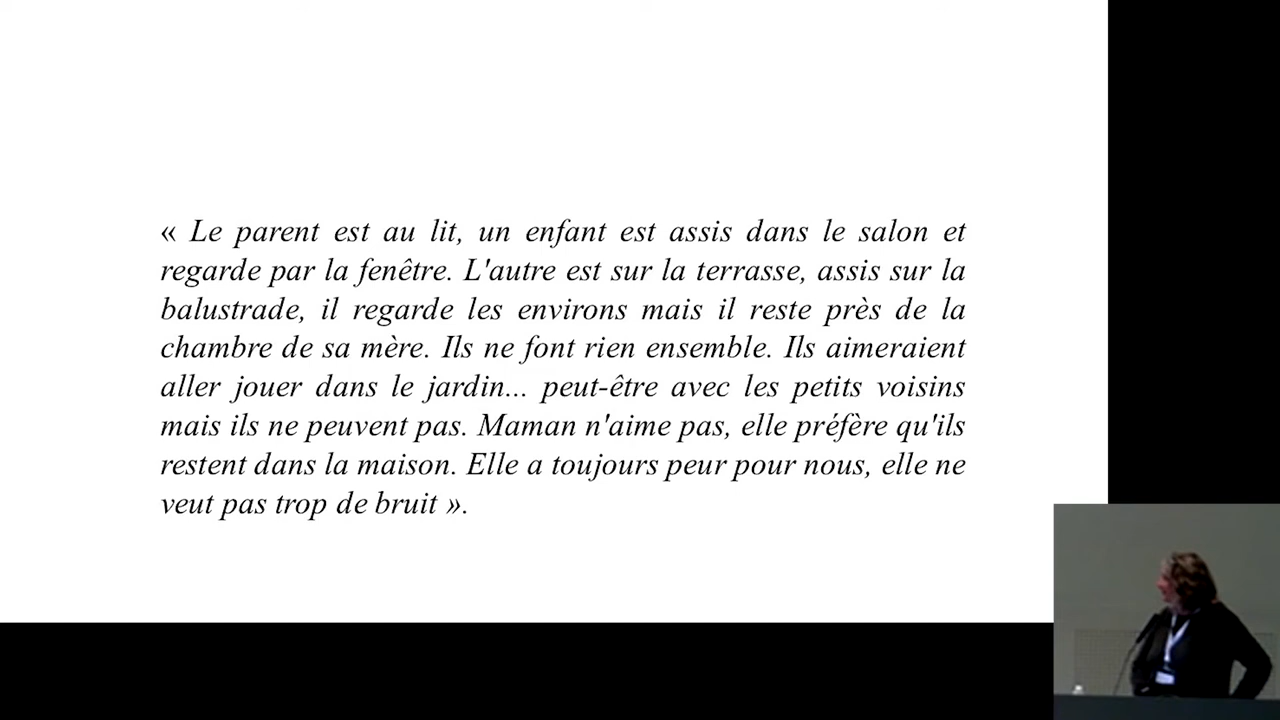 « Le parent est au lit, un enfant est assis dans le salon et
regarde par la fenêtre. L'autre est sur la terrasse, assis sur la
balustrade, il regarde les environs mais il reste près de la
chambre de sa mère. Ils ne font rien ensemble. Ils aimeraient
aller jouer dans le jardin... peut-être avec les petits voisins
mais ils ne peuvent pas. Maman n'aime pas, elle préfère qu'ils
restent dans la maison. Elle a toujours peur pour nous, elle ne
veut pas trop de bruit ».